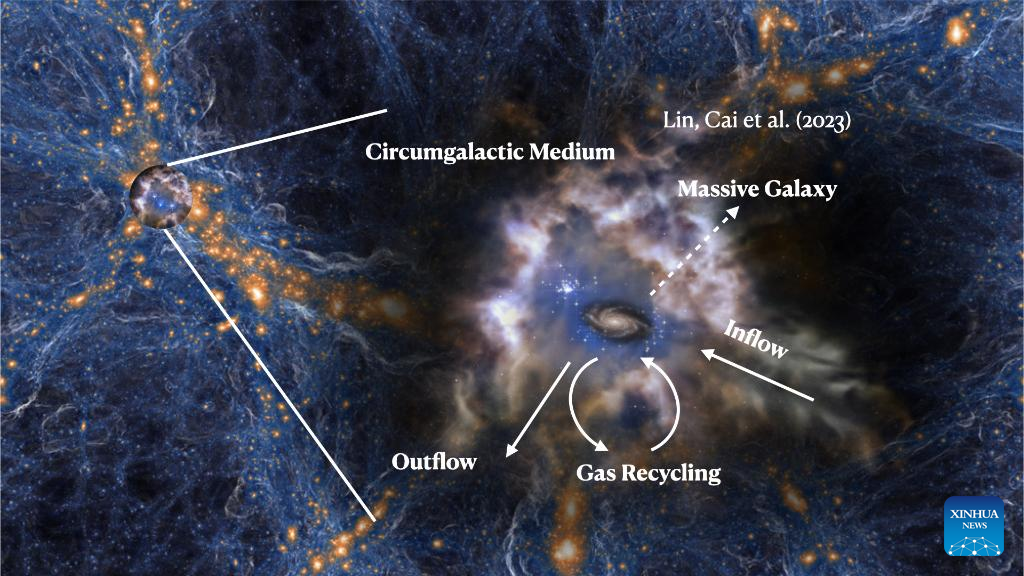 Lin, Cai et al. (2023)
Circumgalactic Medium
Massive Galaxy
Inflow
Outflow
Gas Recycling
XINHUA
NEWS